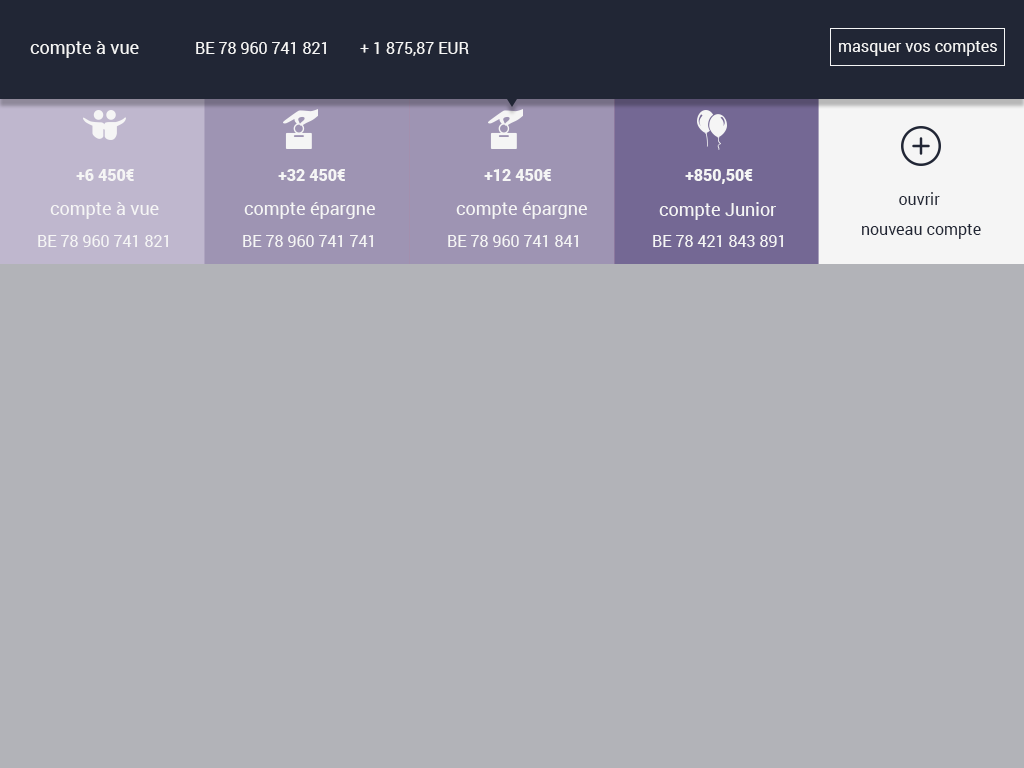 compte à vue BE 78 960 741 821 + 1 875,87 EUR masquer vos comptes
+6 450€
compte à vue
BE 78 960 741 821
+32 450€
compte épargne
BE 78 960 741 741
+12 450€
compte épargne
BE 78 960 741 841
+850,50€
compte Junior
BE 78 421 843 891
ouvrir
nouveau compte